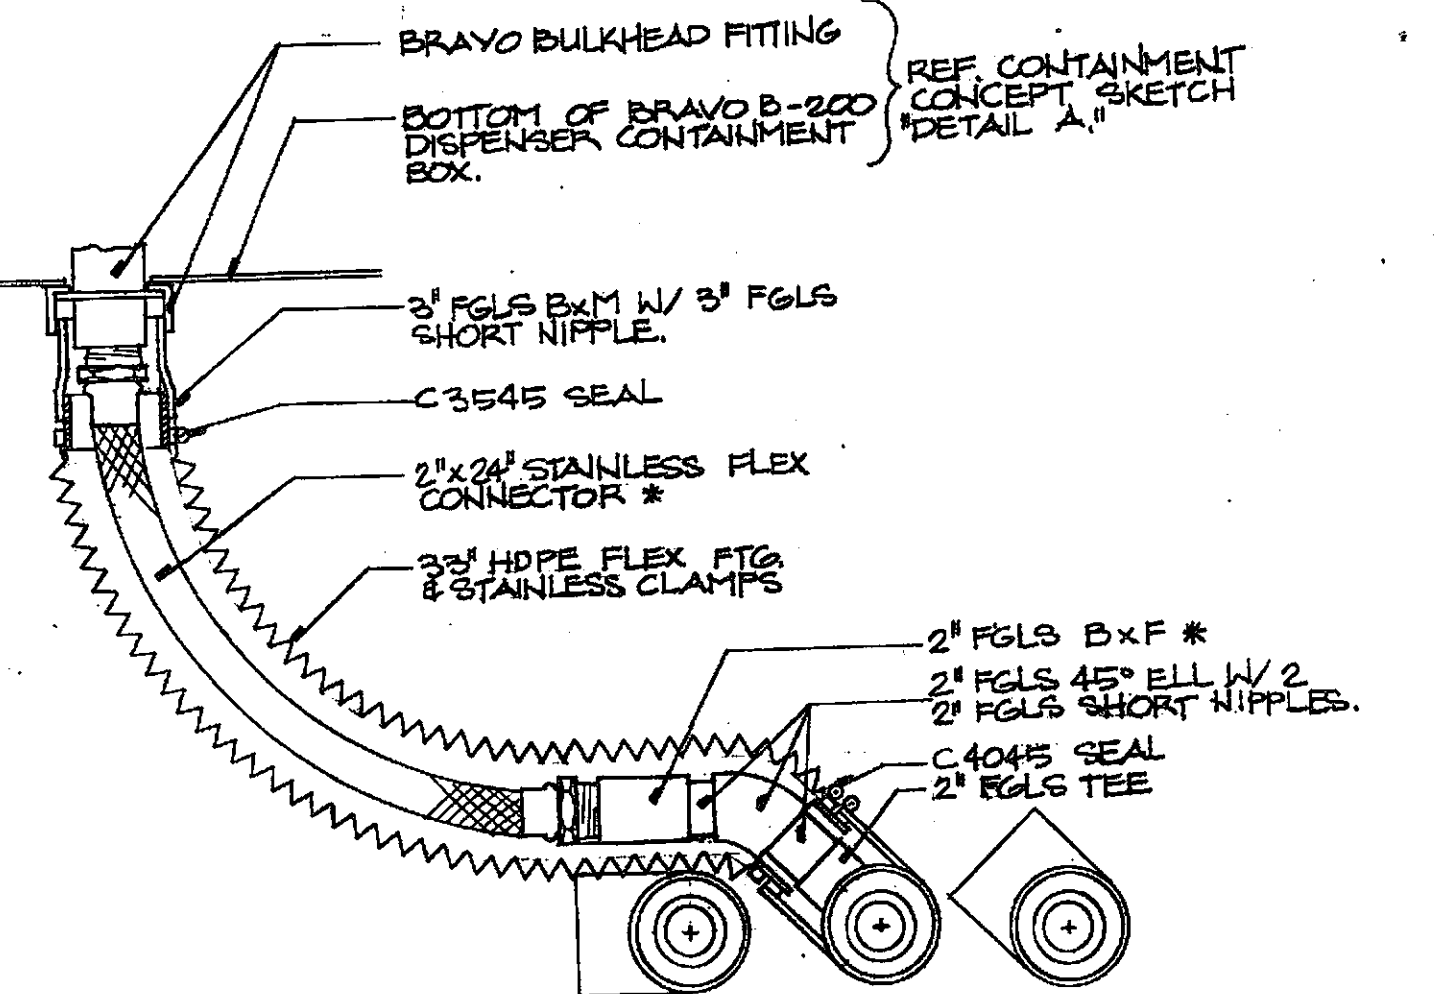 BRAVO BULKHEAD FITTING
BOTTOM OF BRAVO B-200
DISPENSER CONTAINMENT
BOX.
REF. CONTAINMENT
CONCEPT SKETCH
"DETAIL A."
3" FGLS BxM W/ 3" FGLS
SHORT NIPPLE.
C3545 SEAL
2"x24" STAINLESS FLEX
CONNECTOR *
33" HDPE FLEX FTG.
& STAINLESS CLAMPS
2" FGLS BxF *
2" FGLS 45° ELL W/ 2
2" FGLS SHORT NIPPLES.
C4045 SEAL
2" FGLS TEE